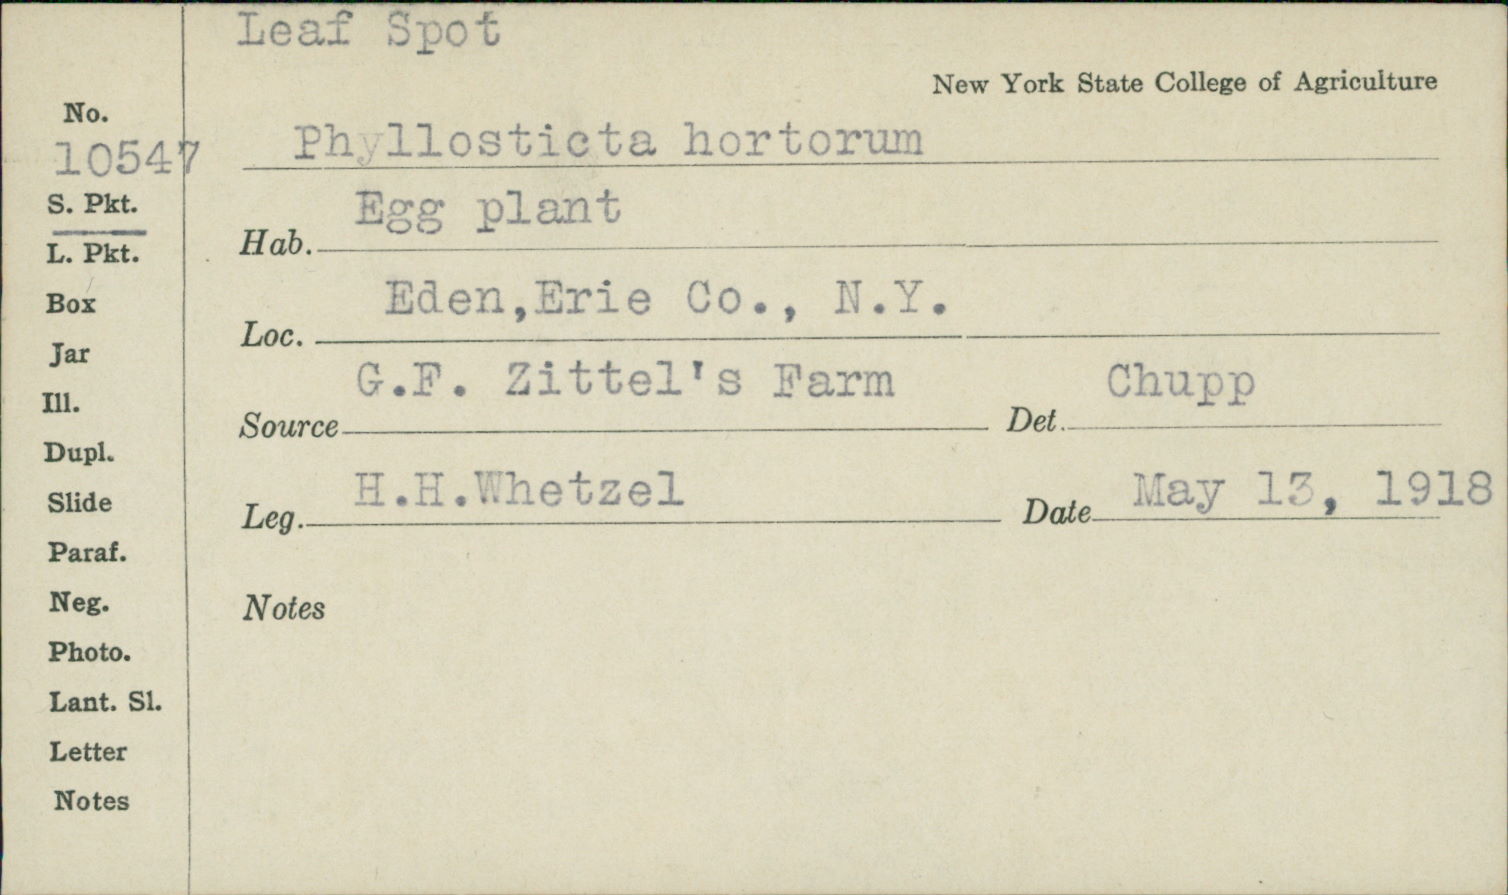 Leaf Spot
New York State College of Agriculture
No.
10547
Phyllosticta hortorum
S. Pkt.
Hab. Egg plant
L. Pkt.
Box
Loc. Eden,Erie Co., N.Y.
Jar
Ill.
Source G.F. Zittel's Farm Det. Chupp
Dupl.
Slide
Leg. H.H.Whetzel Date May 13, 1918
Paraf.
Neg.
Notes
Photo.
Lant. Sl.
Letter
Notes